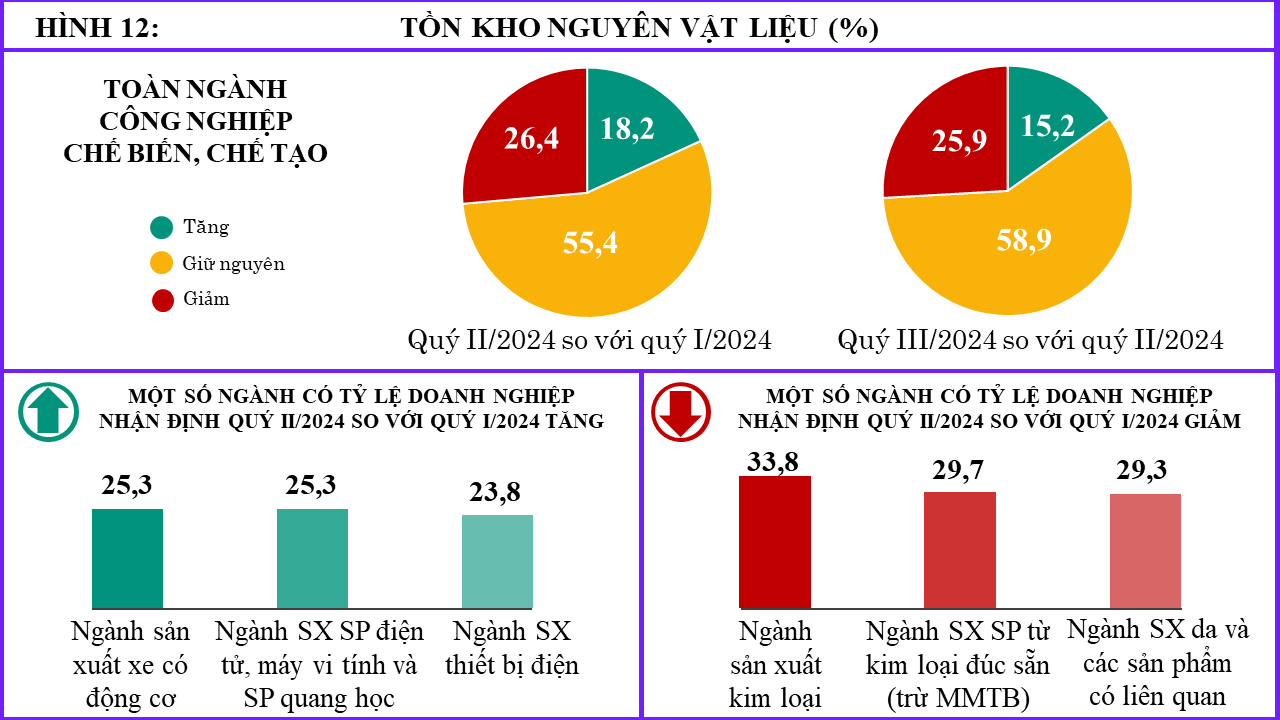 HÌNH 12:
TỒN KHO NGUYÊN VẬT LIỆU (%)
TOÀN NGÀNH
CÔNG NGHIỆP
CHẾ BIẾN, CHẾ TẠO
Tăng
Giữ nguyên
Giảm
26,4
18,2
55,4
Quý II/2024 so với quý I/2024
25,9
15,2
58,9
Quý III/2024 so với quý II/2024
MỘT SỐ NGÀNH CÓ TỶ LỆ DOANH NGHIỆP
NHẬN ĐỊNH QUÝ II/2024 SO VỚI QUÝ I/2024 TĂNG
25,3
25,3
23,8
Ngành sản
xuất xe có
động cơ
Ngành SX SP điện
tử, máy vi tính và
SP quang học
Ngành SX
thiết bị điện
MỘT SỐ NGÀNH CÓ TỶ LỆ DOANH NGHIỆP
NHẬN ĐỊNH QUÝ II/2024 SO VỚI QUÝ I/2024 GIẢM
33,8
29,7
29,3
Ngành
sản xuất
kim loại
Ngành SX SP từ
kim loại đúc sẵn
(trừ MMTB)
Ngành SX da và
các sản phẩm
có liên quan